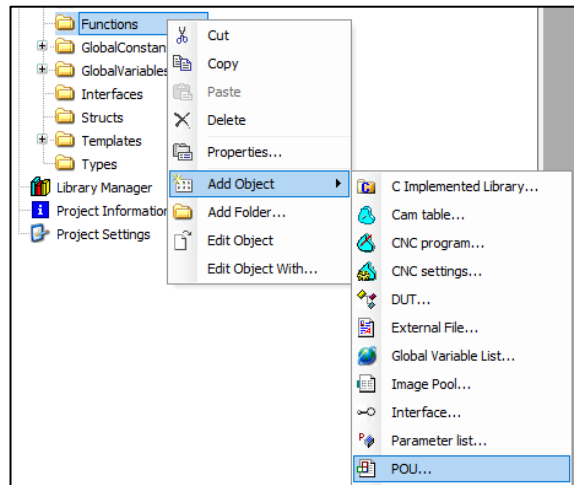 Functions
GlobalConstan
GlobalVariables
Interfaces
Structs
Templates
Types
Library Manager
Project Information
Project Settings
Cut
Copy
Paste
Delete
Properties...
Add Object
Add Folder...
Edit Object
Edit Object With...
C Implemented Library...
Cam table...
CNC program...
CNC settings...
DUT...
External File...
Global Variable List...
Image Pool...
Interface...
Parameter list...
POU...